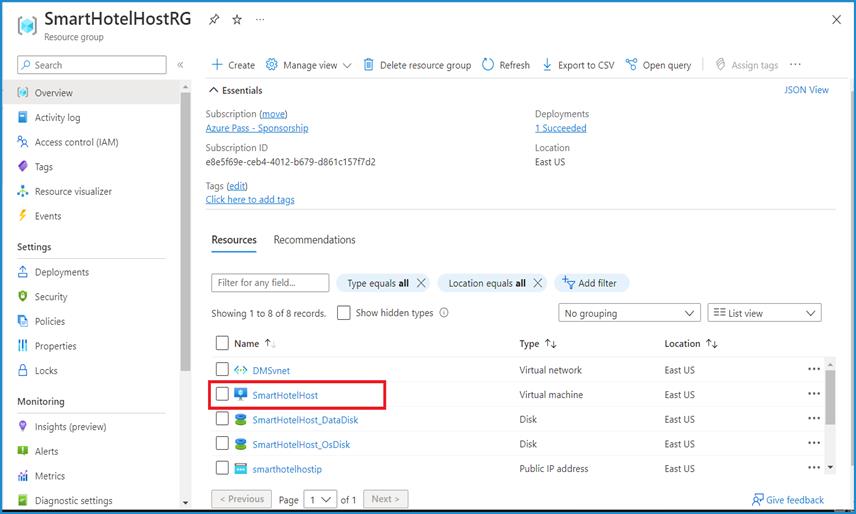 SmartHotelHostRG
Resource group
Search
Overview
Activity log
Access control (IAM)
Tags
Resource visualizer
Events
Settings
Deployments
Security
Policies
Properties
Locks
Monitoring
Insights (preview)
Alerts
Metrics
Diagnostic settings
Create Manage view Delete resource group Refresh Export to CSV Open query Assign tags
Essentials JSON View
Subscription (move) Deployments
Azure Pass - Sponsorship 1 Succeeded
Subscription ID Location
e8e5f69e-ceb4-4012-b679-d861c157f7d2 East US
Tags (edit)
Click here to add tags
Resources Recommendations
Filter for any field... Type equals all Location equals all Add filter
Showing 1 to 8 of 8 records. Show hidden types No grouping List view
Name Type Location
DMSvnet Virtual network East US
SmartHotelHost Virtual machine East US
SmartHotelHost_DataDisk Disk East US
SmartHotelHost_OsDisk Disk East US
smarthotelhostip Public IP address East US
< Previous Page 1 of 1 Next >
Give feedback